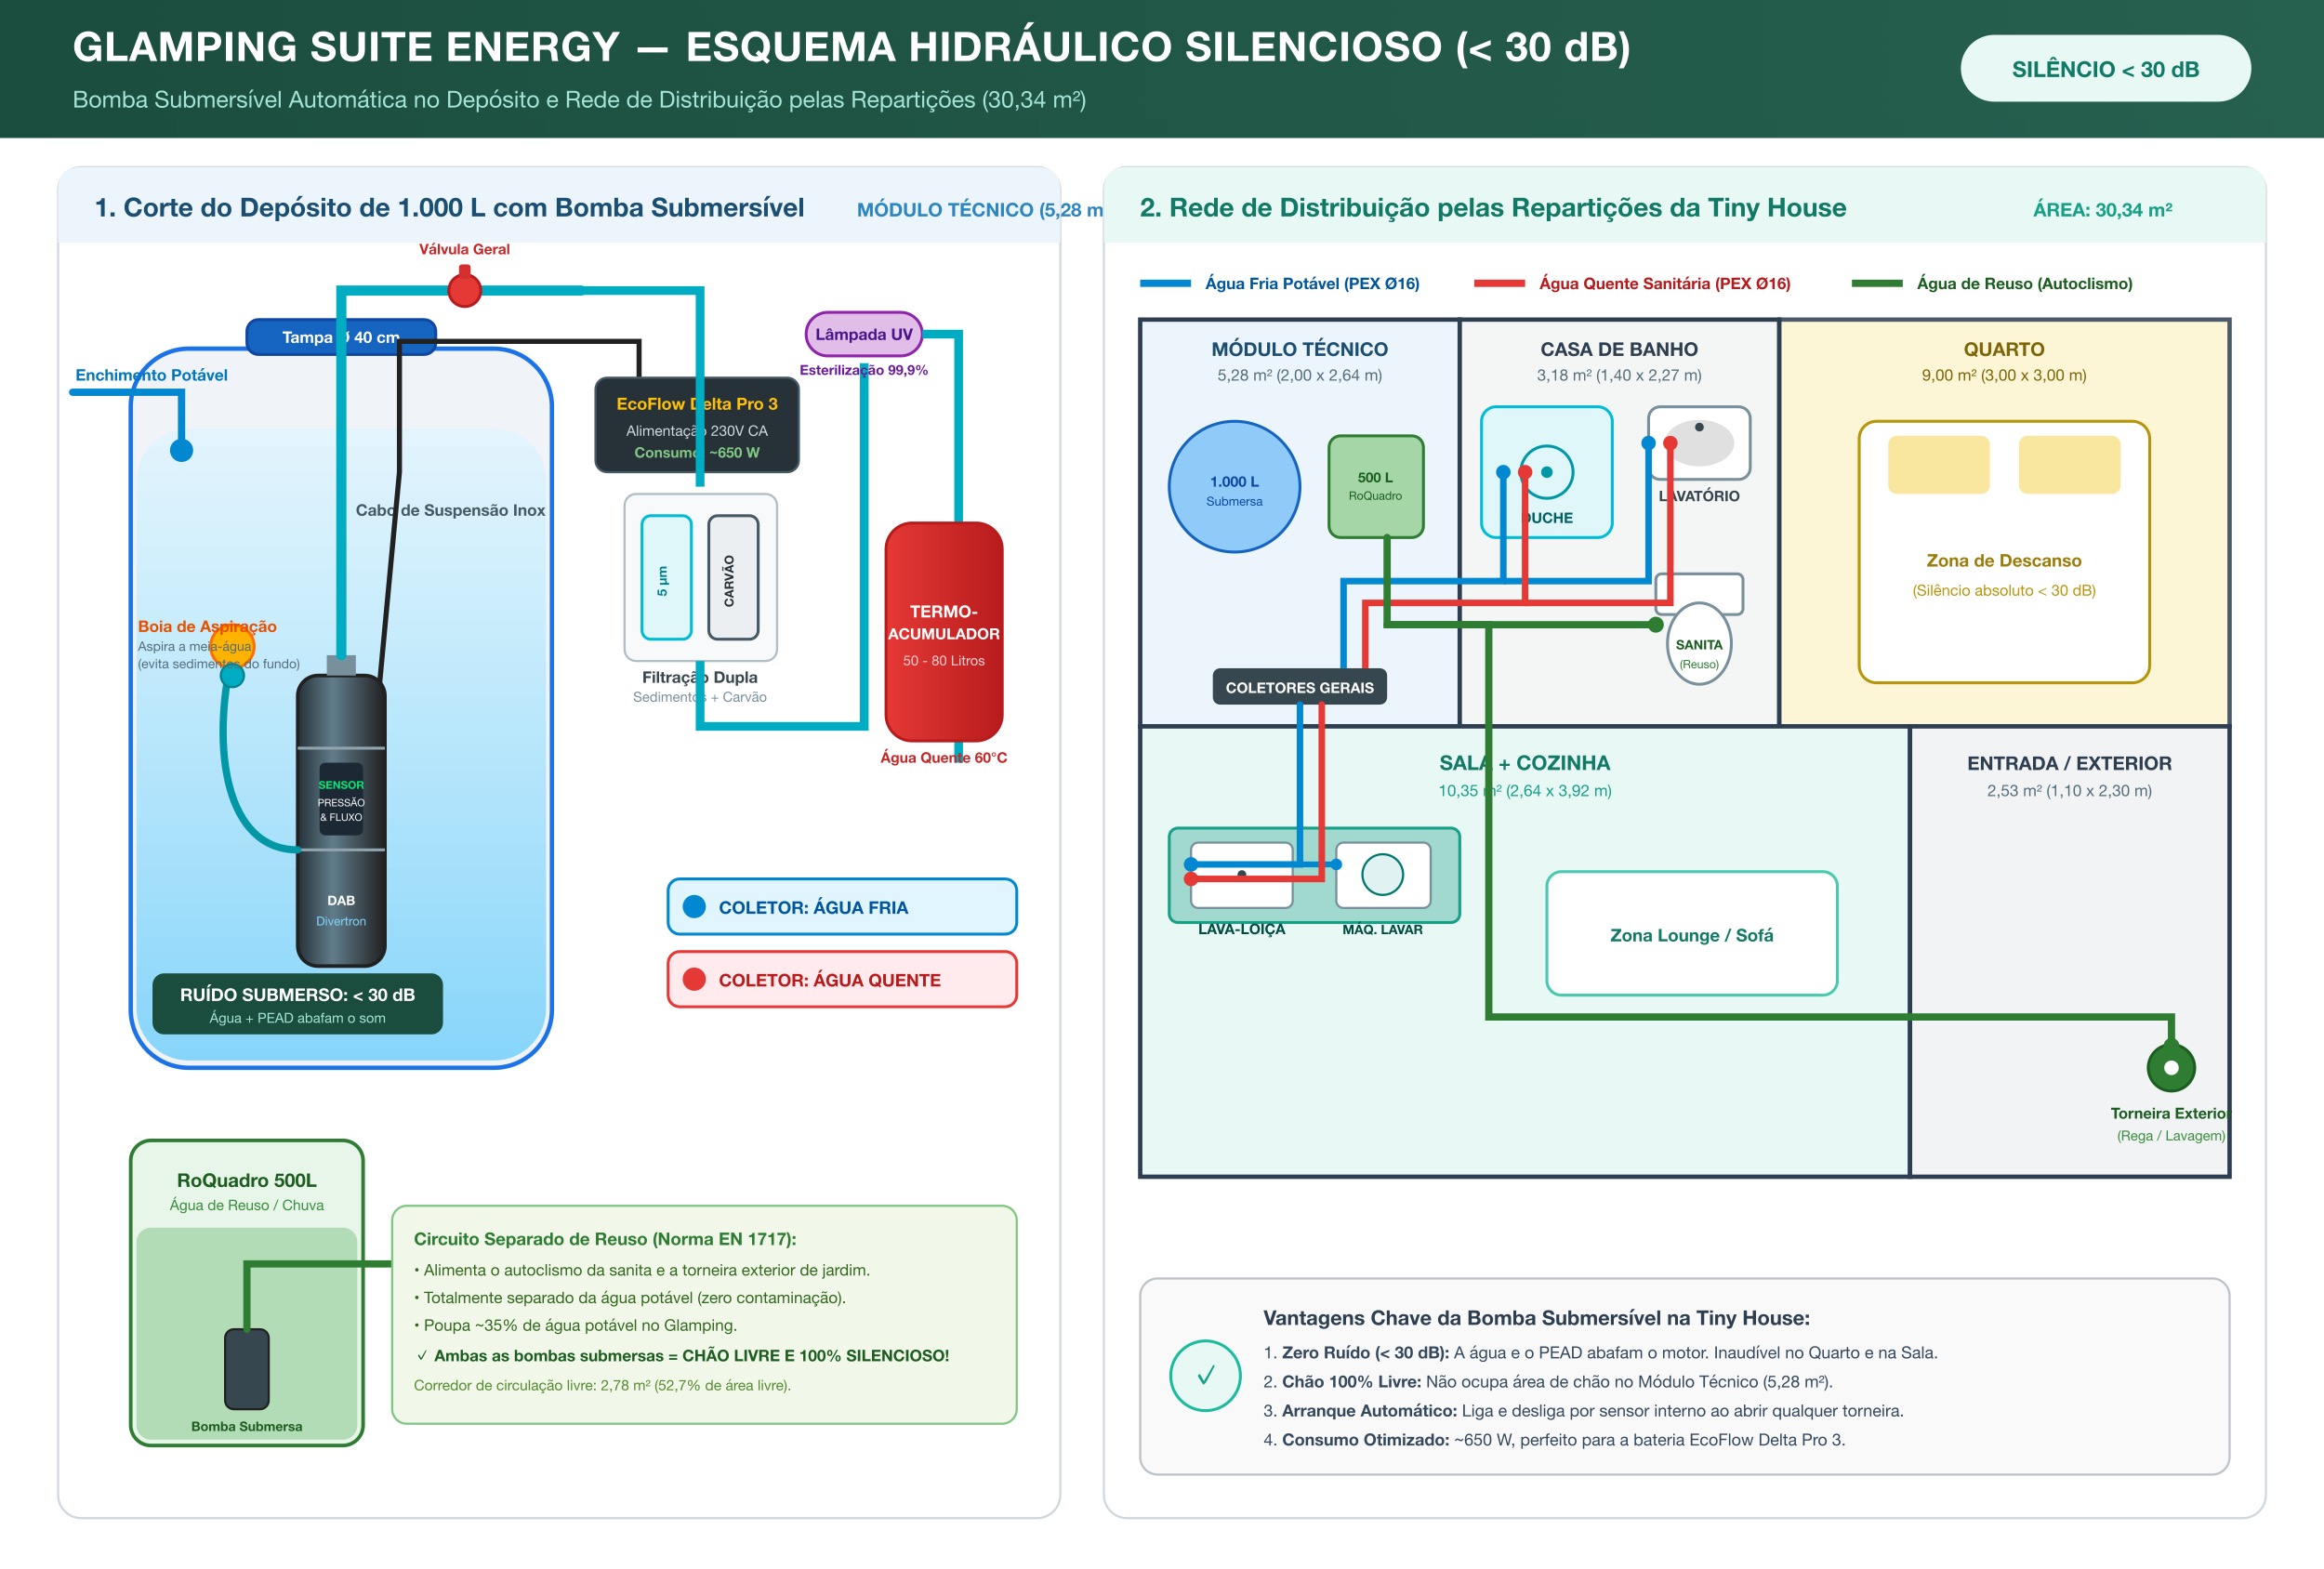 GLAMPING SUITE ENERGY — ESQUEMA HIDRÁULICO SILENCIOSO (< 30 dB)
Bomba Submersível Automática no Depósito e Rede de Distribuição pelas Repartições (30,34 m²)
SILÊNCIO < 30 dB
1. Corte do Depósito de 1.000 L com Bomba Submersível
MÓDULO TÉCNICO (5,28 m
Válvula Geral
Tampa Ø 40 cm
Enchimento Potável
Lâmpada UV
Esterilização 99,9%
EcoFlow Delta Pro 3
Alimentação 230V CA
Consumo ~650 W
Cabo de Suspensão Inox
5 µm
CARVÃO
Filtração Dupla
Sedimentos + Carvão
TERMO-
ACUMULADOR
50 - 80 Litros
Água Quente 60°C
Boia de Aspiração
Aspira a meia-água
(evita sedimentos do fundo)
SENSOR
PRESSÃO
& FLUXO
DAB
Divertron
RUÍDO SUBMERSO: < 30 dB
Água + PEAD abafam o som
COLETOR: ÁGUA FRIA
COLETOR: ÁGUA QUENTE
RoQuadro 500L
Água de Reuso / Chuva
Bomba Submersa
Circuito Separado de Reuso (Norma EN 1717):
• Alimenta o autoclismo da sanita e a torneira exterior de jardim.
• Totalmente separado da água potável (zero contaminação).
• Poupa ~35% de água potável no Glamping.
✓ Ambas as bombas submersas = CHÃO LIVRE E 100% SILENCIOSO!
Corredor de circulação livre: 2,78 m² (52,7% de área livre).
2. Rede de Distribuição pelas Repartições da Tiny House
ÁREA: 30,34 m²
Água Fria Potável (PEX Ø16)
Água Quente Sanitária (PEX Ø16)
Água de Reuso (Autoclismo)
MÓDULO TÉCNICO
5,28 m² (2,00 x 2,64 m)
1.000 L
Submersa
500 L
RoQuadro
COLETORES GERAIS
CASA DE BANHO
3,18 m² (1,40 x 2,27 m)
DUCHE
LAVATÓRIO
SANITA
(Reuso)
QUARTO
9,00 m² (3,00 x 3,00 m)
Zona de Descanso
(Silêncio absoluto < 30 dB)
SALA + COZINHA
10,35 m² (2,64 x 3,92 m)
LAVA-LOIÇA
MÁQ. LAVAR
Zona Lounge / Sofá
ENTRADA / EXTERIOR
2,53 m² (1,10 x 2,30 m)
Torneira Exterior
(Rega / Lavagem)
✓
Vantagens Chave da Bomba Submersível na Tiny House:
1. Zero Ruído (< 30 dB): A água e o PEAD abafam o motor. Inaudível no Quarto e na Sala.
2. Chão 100% Livre: Não ocupa área de chão no Módulo Técnico (5,28 m²).
3. Arranque Automático: Liga e desliga por sensor interno ao abrir qualquer torneira.
4. Consumo Otimizado: ~650 W, perfeito para a bateria EcoFlow Delta Pro 3.